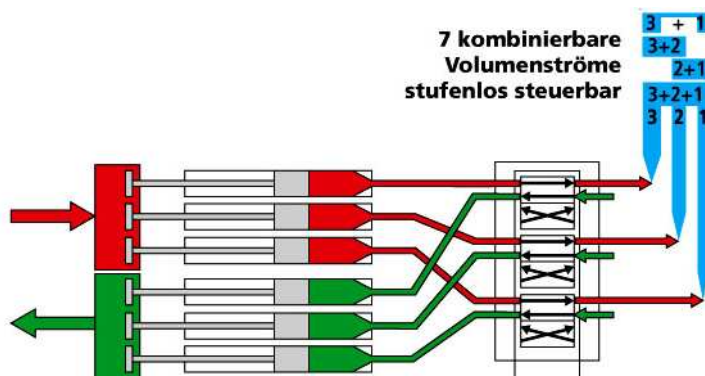 3 + 1
7 kombinierbare
3+2
Volumenströme
2+1
stufenlos steuerbar
3+2+1
3 2 1